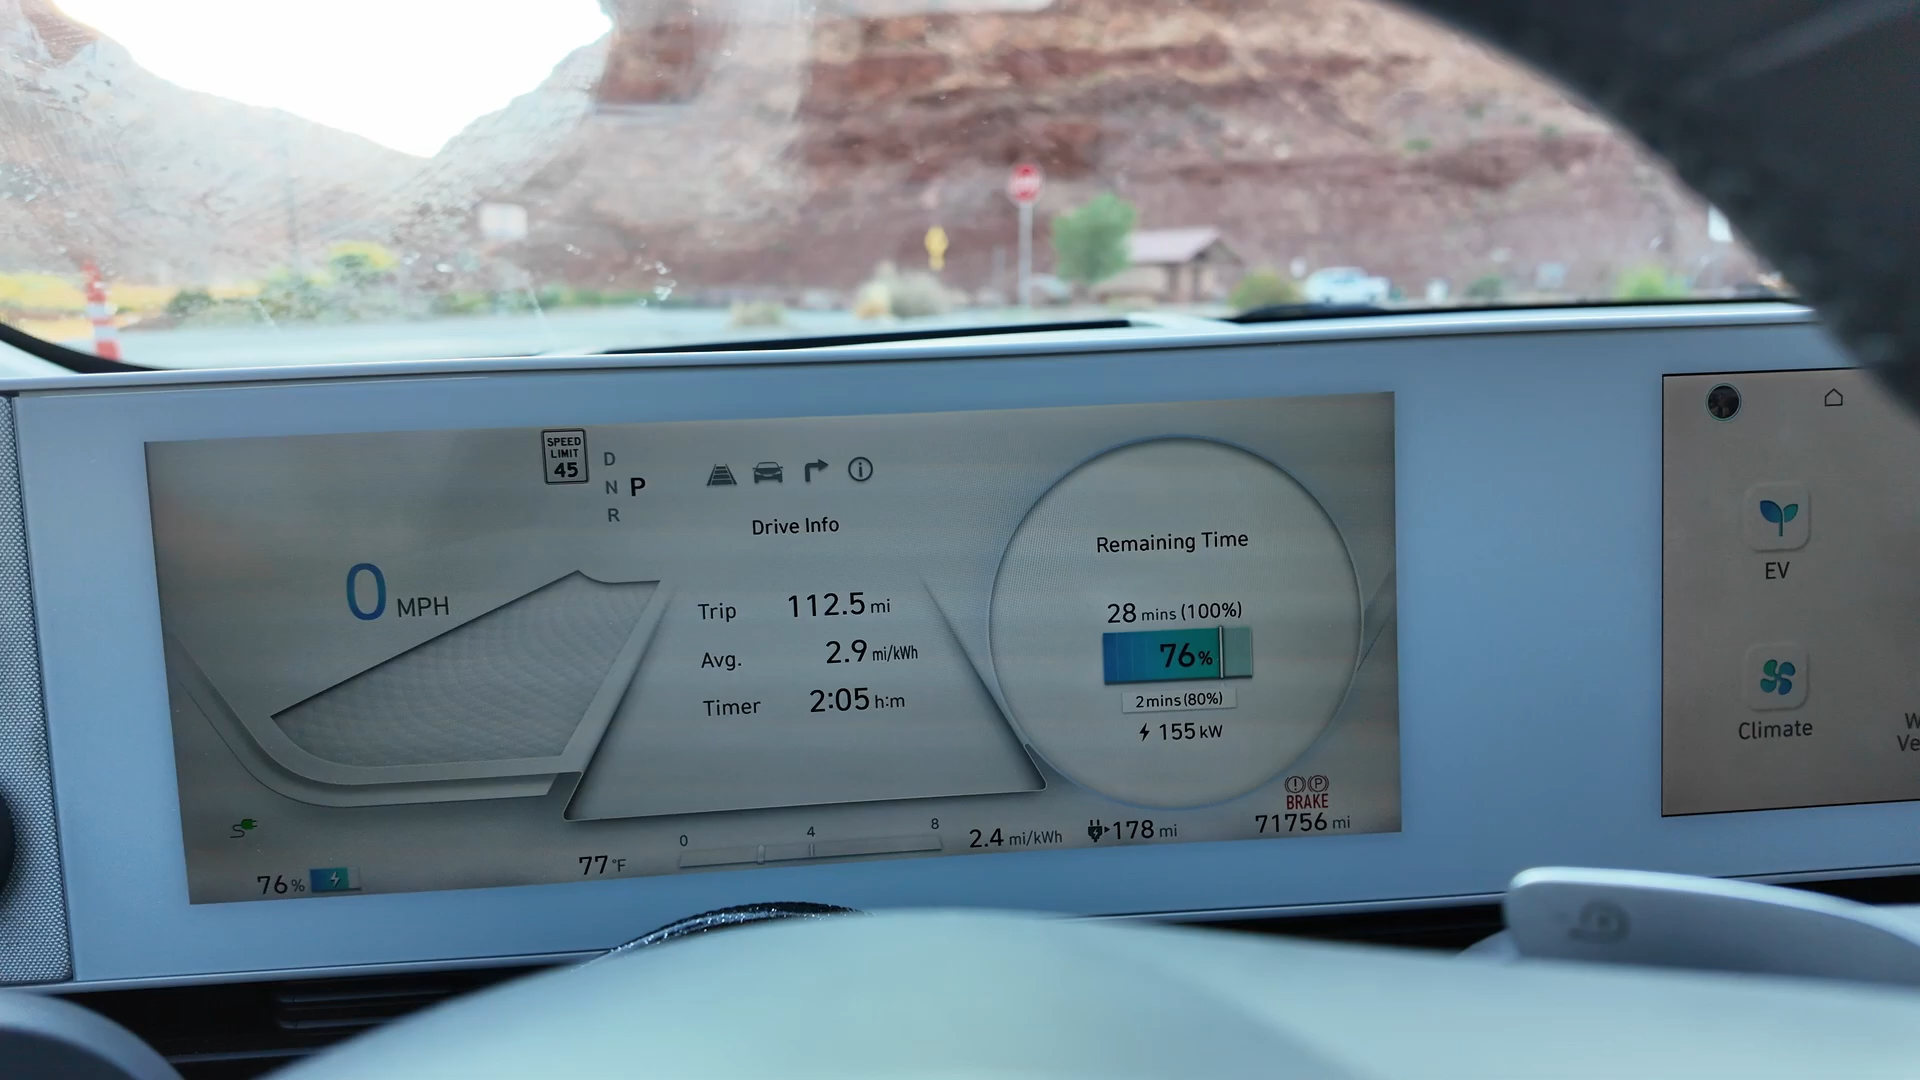 SPEED
LIMIT
45
D
N P
R
Drive Info
0 MPH
Trip 112.5 mi
Avg. 2.9 mi/kWh
Timer 2:05 h:m
Remaining Time
28 mins (100%)
76%
2 mins (80%)
155 kW
BRAKE
71756 mi
76%
77°F
0 4 8
2.4 mi/kWh
178 mi
EV
Climate